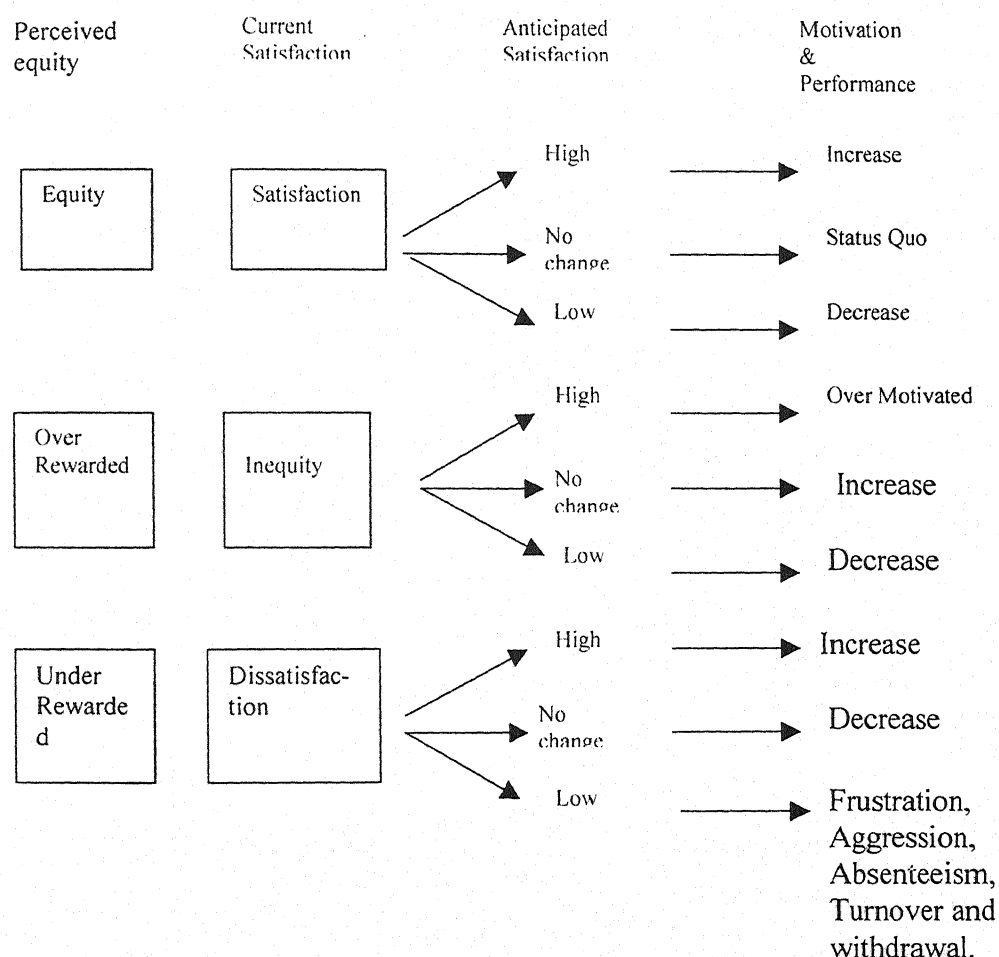 Perceived
equity
Current
Satisfaction
Anticipated
Satisfaction
Motivation
&
Performance
Equity
Satisfaction
High
Increase
No
change
Status Quo
Low
Decrease
Over
Rewarded
Inequity
High
Over Motivated
No
change
Increase
Low
Decrease
Under
Rewarde
d
Dissatisfac-
tion
High
Increase
No
change
Decrease
Low
Frustration,
Aggression,
Absenteeism,
Turnover and
withdrawal.